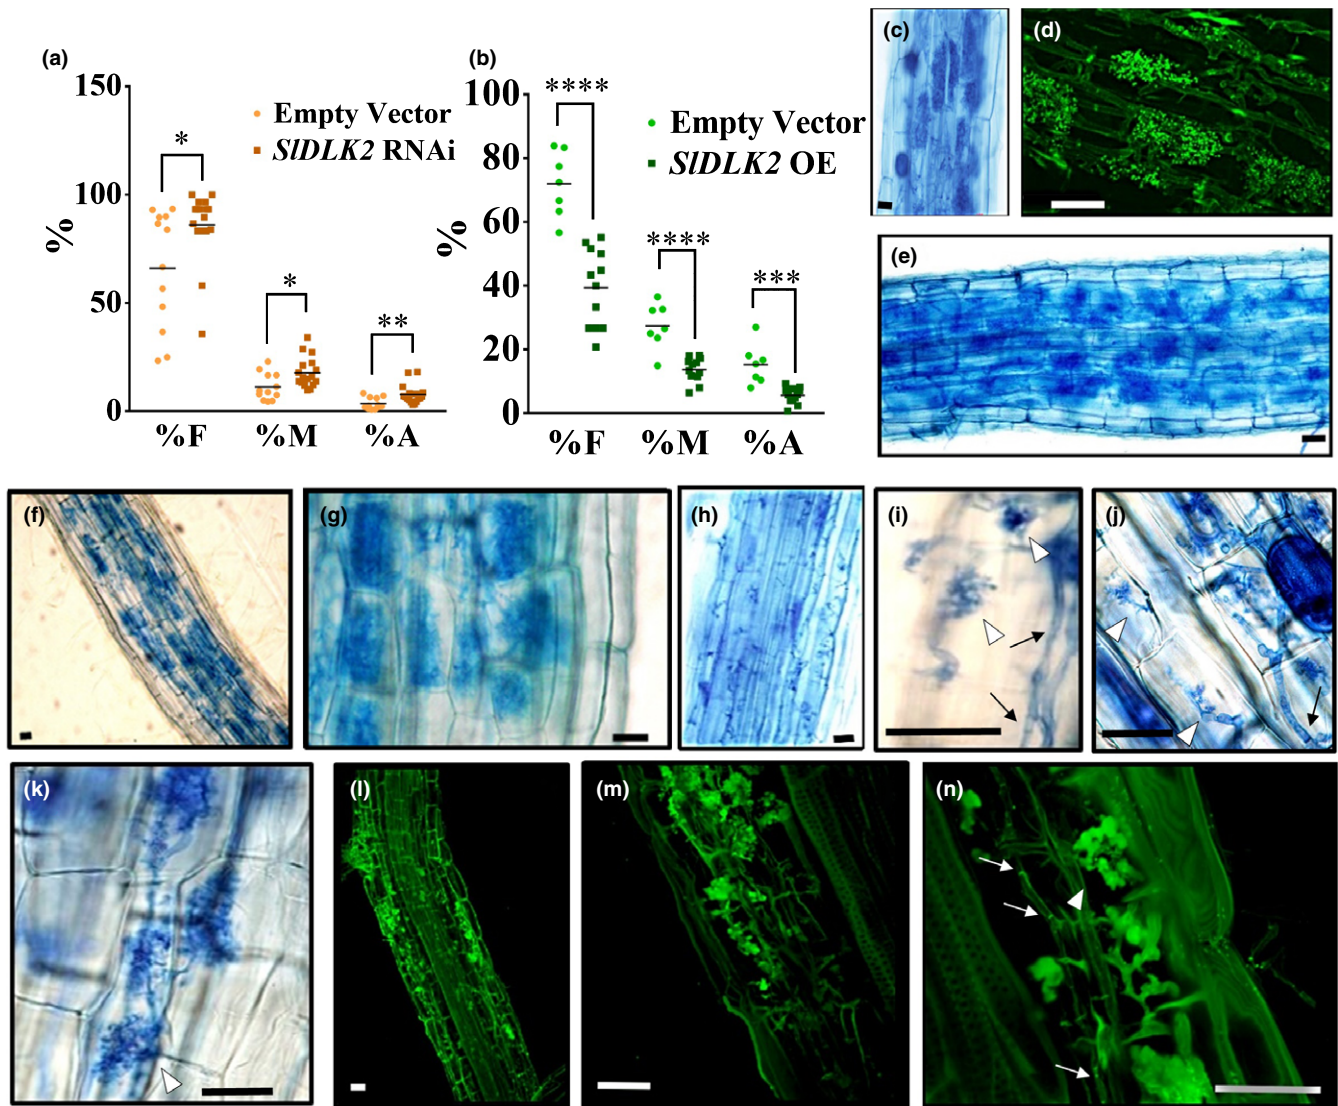 (a)
150
100
50
0
%
Empty Vector
SlDLK2 RNAi
*
*
**
%F %M %A
(b)
100
80
60
40
20
0
%
Empty Vector
SlDLK2 OE
****
****
***
%F %M %A
(c)
(d)
(e)
(f)
(g)
(h)
(i)
(j)
(k)
(l)
(m)
(n)